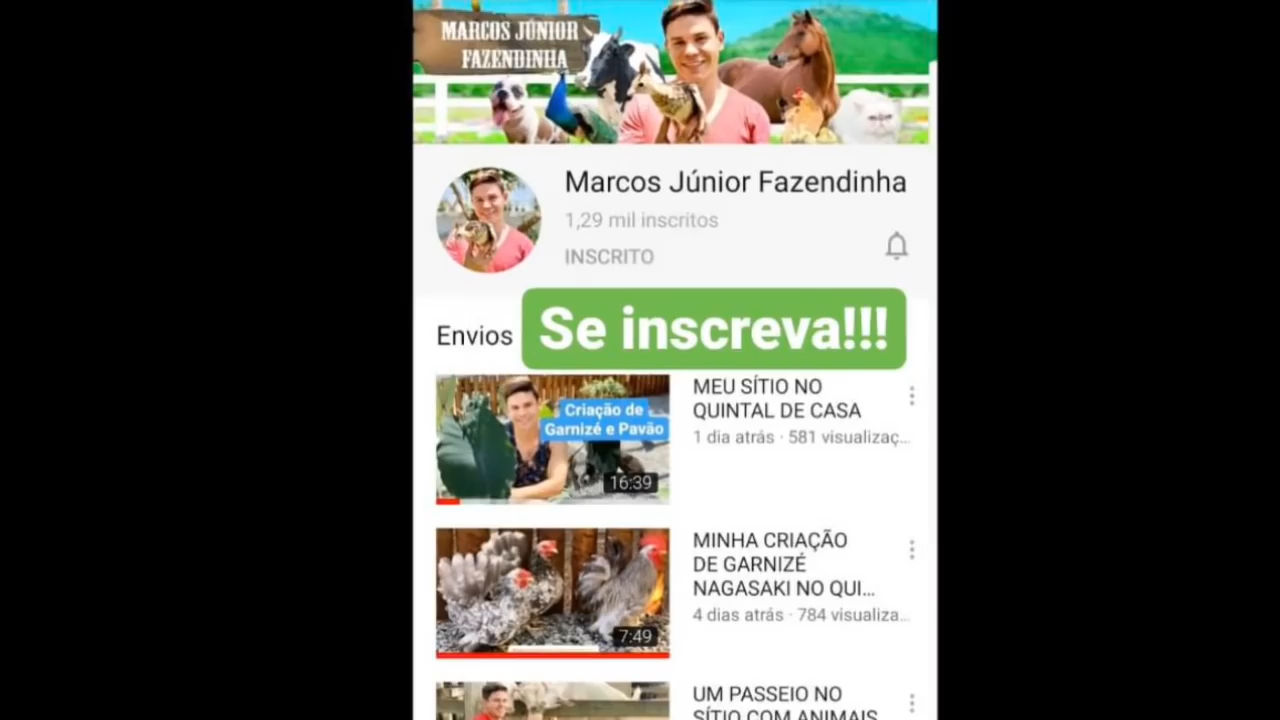 MARCOS JÚNIOR
FAZENDINHA
Marcos Júnior Fazendinha
1,29 mil inscritos
INSCRITO
Envios
Se inscreva!!!
Criação de
Garnizé e Pavão
16:39
MEU SÍTIO NO
QUINTAL DE CASA
1 dia atrás · 581 visualizaç...
7:49
MINHA CRIAÇÃO
DE GARNIZÉ
NAGASAKI NO QUI...
4 dias atrás · 784 visualiza...
UM PASSEIO NO
SÍTIO COM ANIMAIS